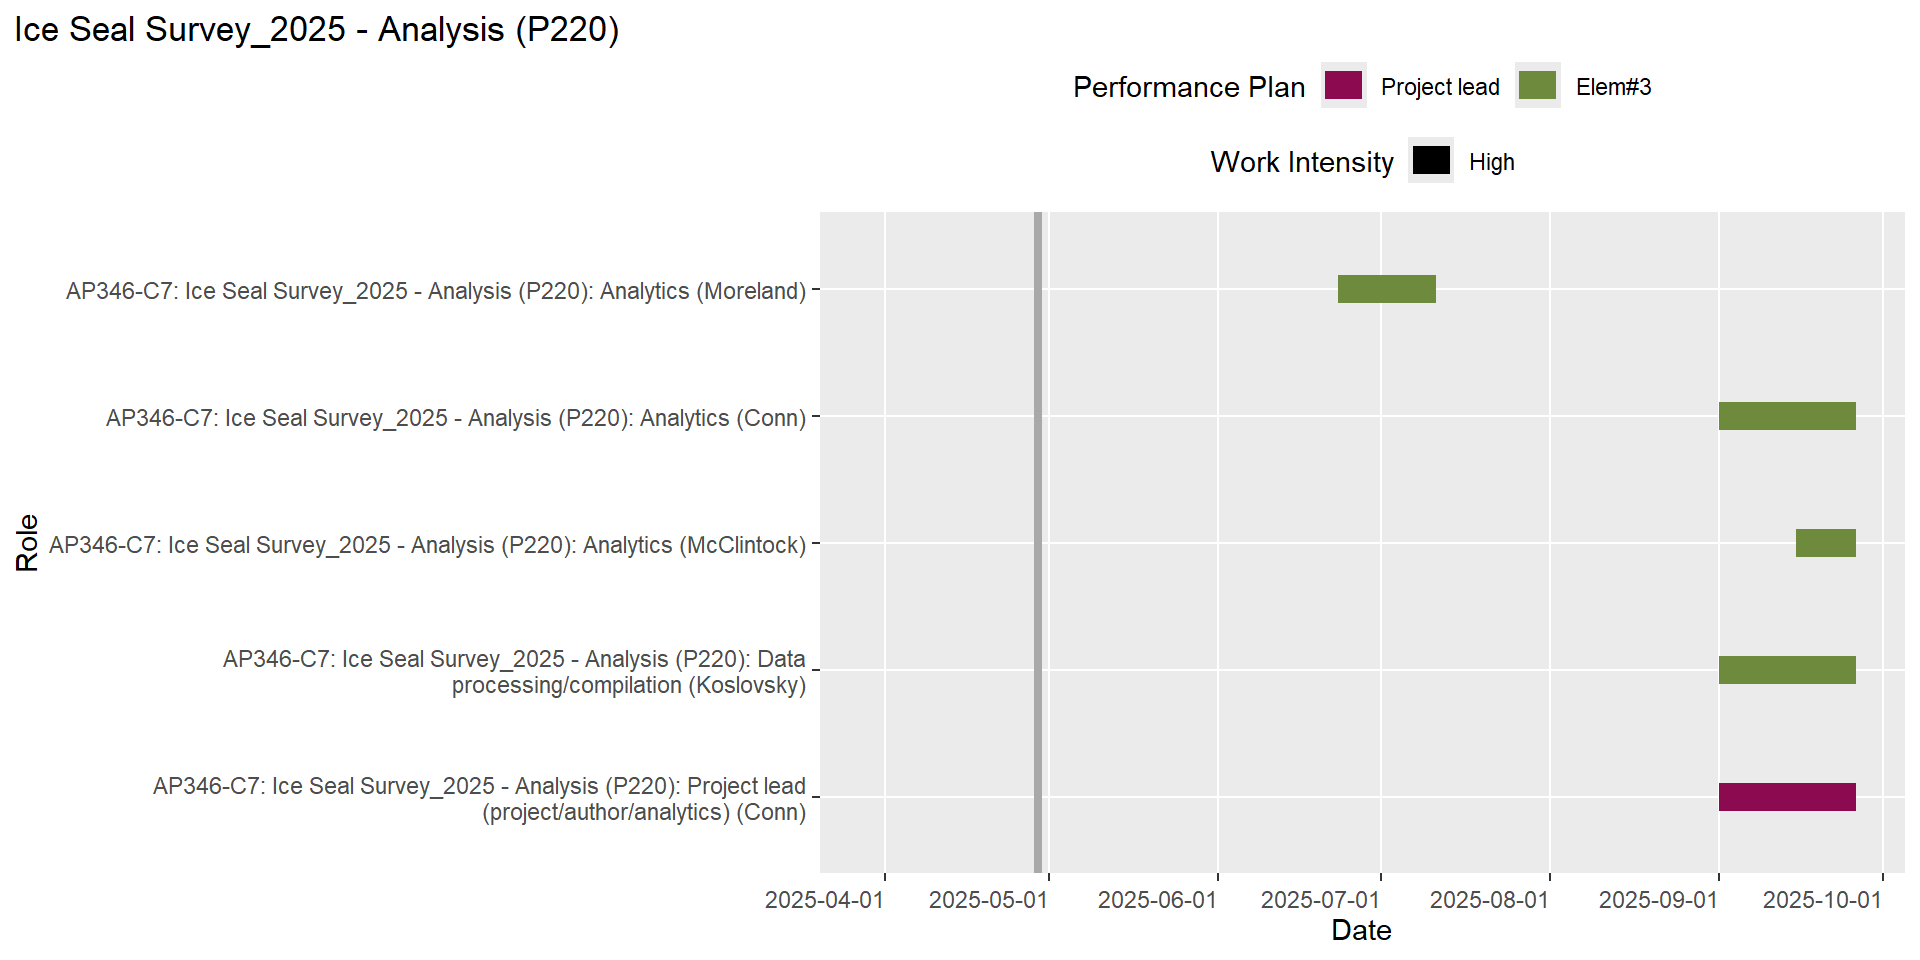 Ice Seal Survey_2025 - Analysis (P220)
Performance Plan Project lead Elem#3
Work Intensity High
AP346-C7: Ice Seal Survey_2025 - Analysis (P220): Analytics (Moreland)
AP346-C7: Ice Seal Survey_2025 - Analysis (P220): Analytics (Conn)
AP346-C7: Ice Seal Survey_2025 - Analysis (P220): Analytics (McClintock)
AP346-C7: Ice Seal Survey_2025 - Analysis (P220): Data
processing/compilation (Koslovsky)
AP346-C7: Ice Seal Survey_2025 - Analysis (P220): Project lead
(project/author/analytics) (Conn)
Role
2025-04-01 2025-05-01 2025-06-01 2025-07-01 2025-08-01 2025-09-01 2025-10-01
Date